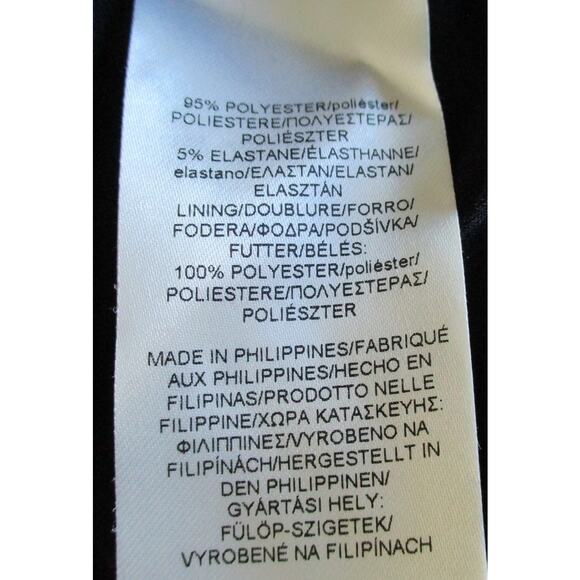 95% POLYESTER/poliéster/
POLIESTERE/ΠΟΛΥΕΣΤΕΡΑΣ/
POLIÉSZTER
5% ELASTANE/ÉLASTHANNE/
elastano/ΕΛΑΣΤΑΝ/ELASTAN/
ELASZTÁN
LINING/DOUBLURE/FORRO/
FODERA/ΦΟΔΡΑ/PODŠÍVKA/
FUTTER/BÉLÉS:
100% POLYESTER/poliéster/
POLIESTERE/ΠΟΛΥΕΣΤΕΡΑΣ/
POLIÉSZTER
MADE IN PHILIPPINES/FABRIQUÉ
AUX PHILIPPINES/HECHO EN
FILIPINAS/PRODOTTO NELLE
FILIPPINE/ΧΩΡΑ ΚΑΤΑΣΚΕΥΗΣ:
ΦΙΛΙΠΠΙΝΕΣ/VYROBENO NA
FILIPÍNÁCH/HERGESTELLT IN
DEN PHILIPPINEN/
GYÁRTÁSI HELY:
FÜLÖP-SZIGETEK/
VYROBENÉ NA FILIPÍNACH